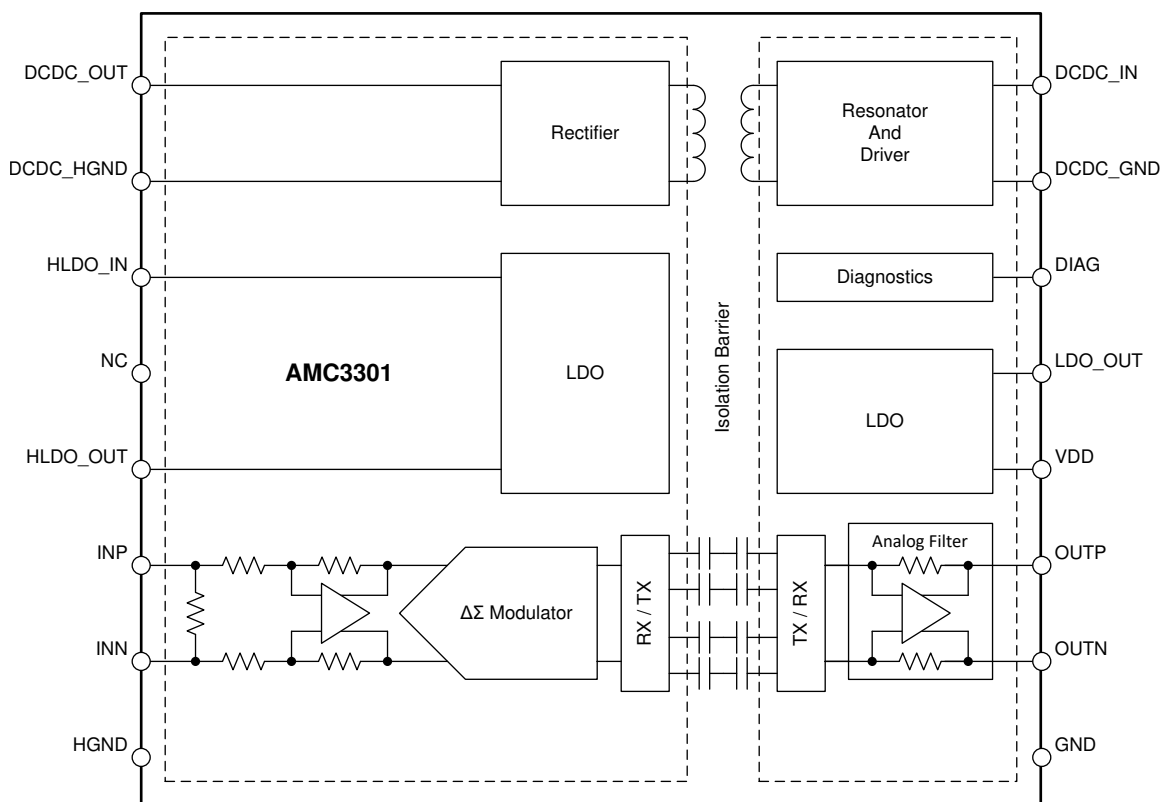 DCDC_OUT
DCDC_HGND
HLDO_IN
NC
HLDO_OUT
INP
INN
HGND
Rectifier
AMC3301
LDO
ΔΣ Modulator
RX / TX
Isolation Barrier
Resonator
And
Driver
Diagnostics
LDO
TX / RX
Analog Filter
DCDC_IN
DCDC_GND
DIAG
LDO_OUT
VDD
OUTP
OUTN
GND